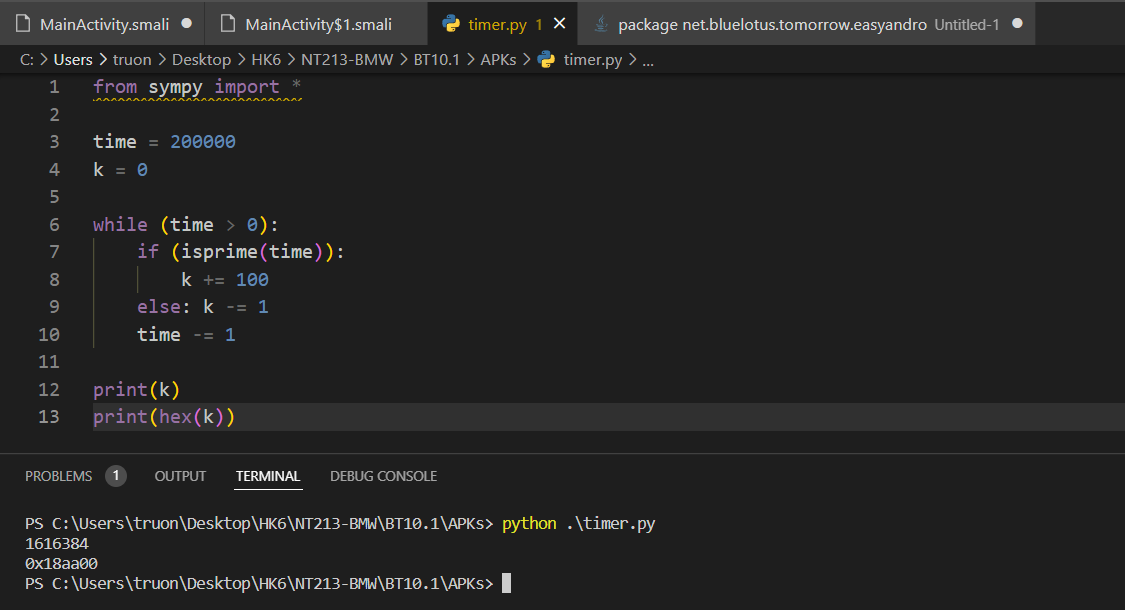 MainActivity.smali ● MainActivity$1.smali timer.py 1 × package net.bluelotus.tomorrow.easyandro Untitled-1 ●
C: > Users > truon > Desktop > HK6 > NT213-BMW > BT10.1 > APKs > timer.py > ...
1 from sympy import *
2
3 time = 200000
4 k = 0
5
6 while (time > 0):
7     if (isprime(time)):
8         k += 100
9     else: k -= 1
10     time -= 1
11
12 print(k)
13 print(hex(k))
PROBLEMS 1 OUTPUT TERMINAL DEBUG CONSOLE
PS C:\Users\truon\Desktop\HK6\NT213-BMW\BT10.1\APKs> python .\timer.py
1616384
0x18aa00
PS C:\Users\truon\Desktop\HK6\NT213-BMW\BT10.1\APKs>